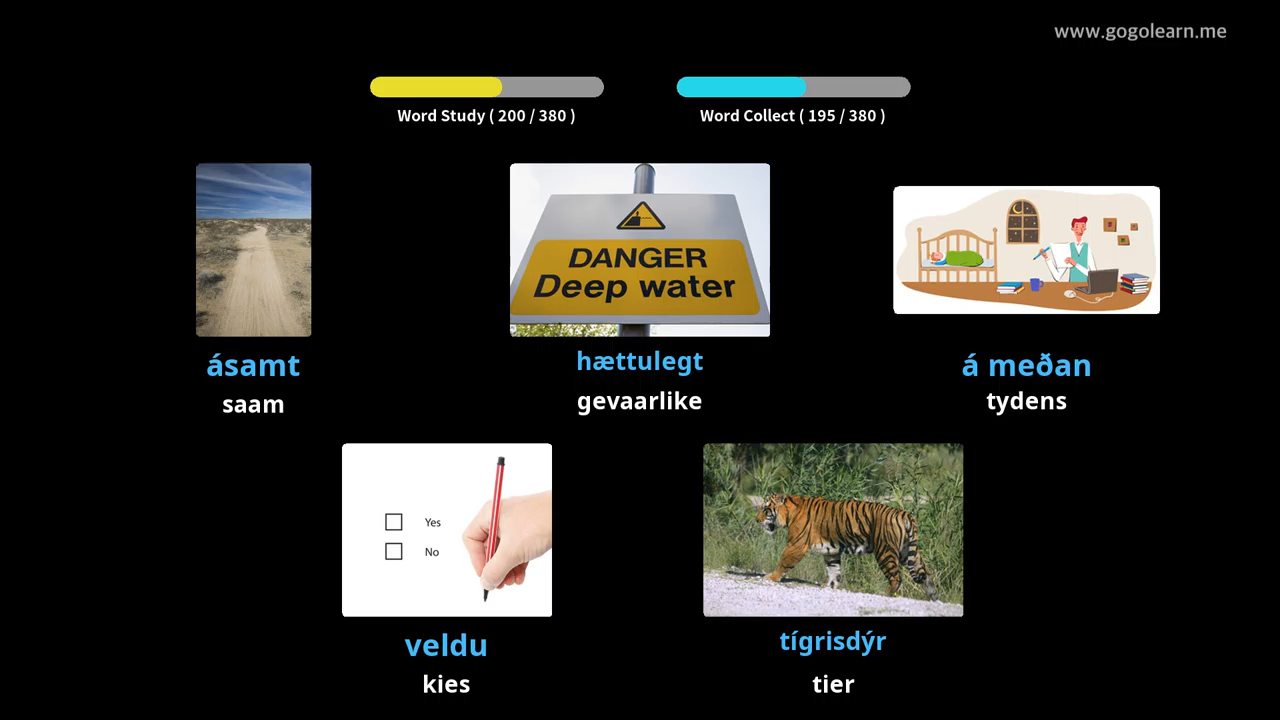 www.gogolearn.me
Word Study ( 200 / 380 )
Word Collect ( 195 / 380 )
DANGER
Deep water
ásamt
saam
hættulegt
gevaarlike
á meðan
tydens
Yes
No
veldu
kies
tígrisdýr
tier